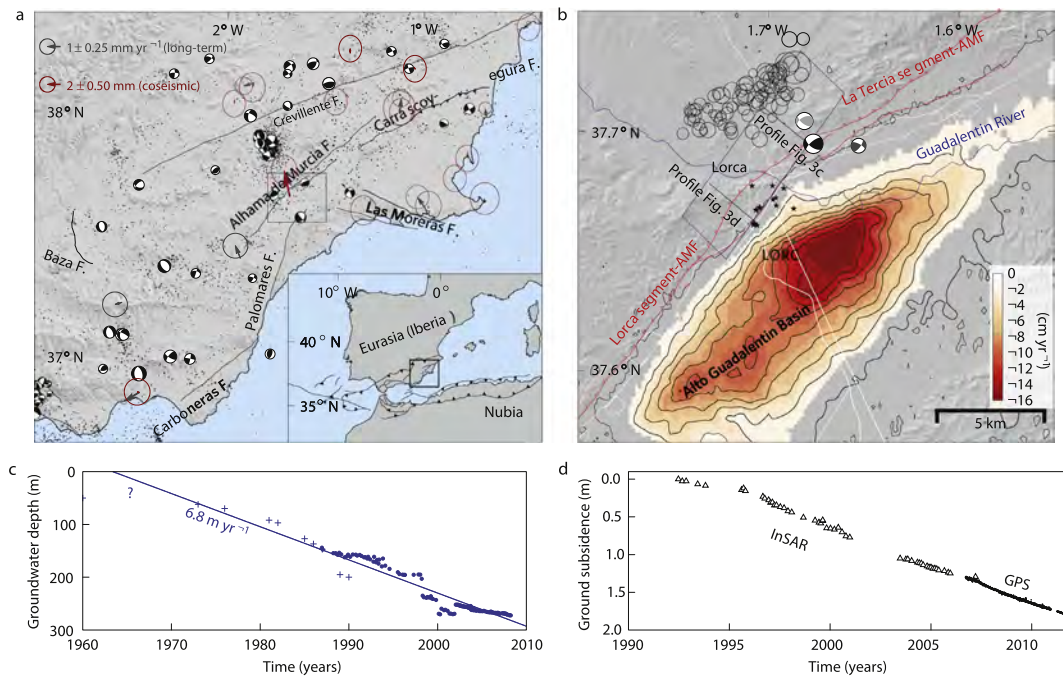 a
2° W
1° W
1 ± 0.25 mm yr⁻¹ (long-term)
2 ± 0.50 mm (coseismic)
egura F.
38° N
Crevillente F.
Carrascoy
Alhama de Murcia F.
Las Moreras F.
Baza F.
Palomares F.
37° N
Carboneras F.
10° W
0°
Eurasia (Iberia)
40° N
35° N
Nubia
b
1.7° W
1.6° W
La Tercia segment-AMF
37.7° N
Guadalentin River
Profile Fig. 3c
Lorca
Profile Fig. 3d
LORC
Lorca segment-AMF
Alto Guadalentin Basin
37.6° N
0
−2
−4
−6
−8
−10
−12
−14
−16
(cm yr⁻¹)
5 km
c
0
100
200
300
Groundwater depth (m)
?
6.8 m yr⁻¹
1960
1970
1980
1990
2000
2010
Time (years)
d
0.0
0.5
1.0
1.5
2.0
Ground subsidence (m)
InSAR
GPS
1990
1995
2000
2005
2010
Time (years)